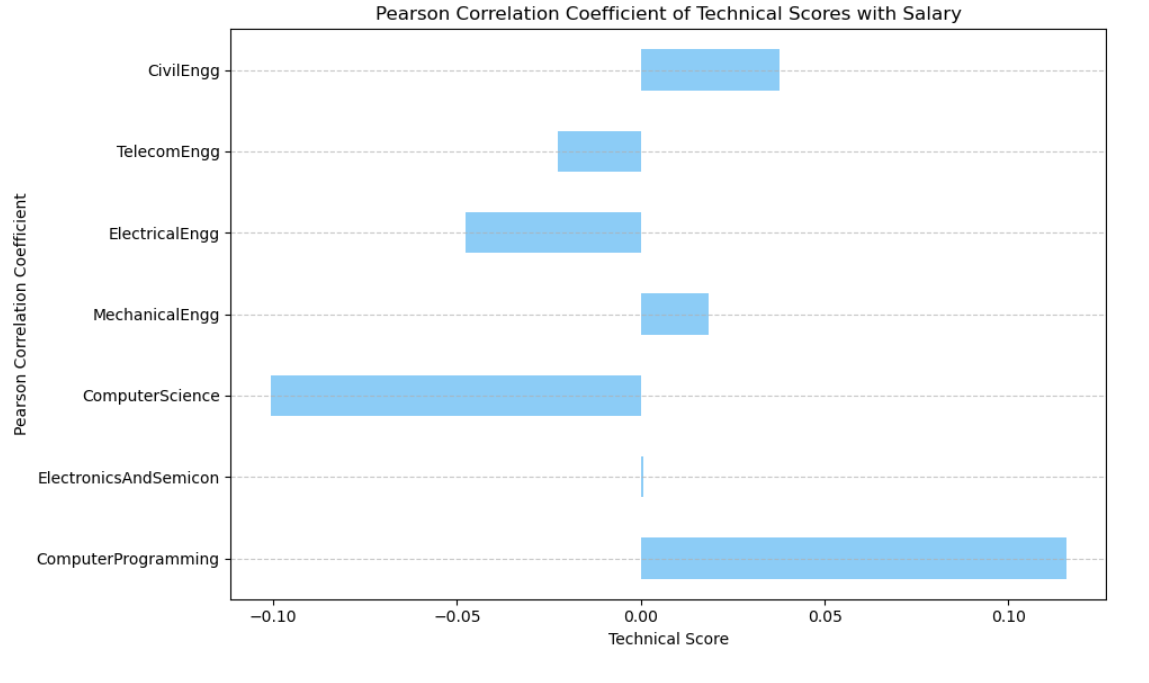 Pearson Correlation Coefficient of Technical Scores with Salary
Pearson Correlation Coefficient
CivilEngg
TelecomEngg
ElectricalEngg
MechanicalEngg
ComputerScience
ElectronicsAndSemicon
ComputerProgramming
−0.10 −0.05 0.00 0.05 0.10
Technical Score